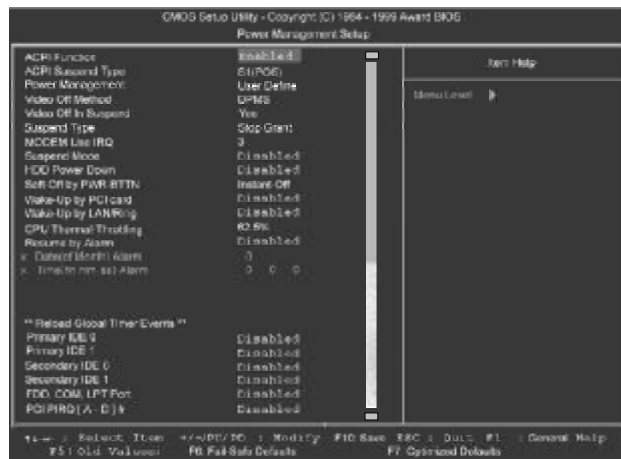 CMOS Setup Utility - Copyright (C) 1984 - 1999 Award BIOS
Power Management Setup
ACPI Function Enabled
ACPI Suspend Type S1(POS)
Power Management User Define
Video Off Method DPMS
Video Off In Suspend Yes
Suspend Type Stop Grant
MODEM Use IRQ 3
Suspend Mode Disabled
HDD Power Down Disabled
Soft-Off by PWR-BTTN Instant-Off
Wake-Up by PCI card Disabled
Wake-Up by LAN/Ring Disabled
CPU Thermal-Throttling 62.5%
Resume by Alarm Disabled
x Date(of Month) Alarm 0
x Time(hh:mm:ss) Alarm 0 0 0
** Reload Global Timer Events **
Primary IDE 0 Disabled
Primary IDE 1 Disabled
Secondary IDE 0 Disabled
Secondary IDE 1 Disabled
FDD, COM, LPT Port Disabled
PCI PIRQ[A-D]# Disabled
Item Help
Menu Level
↑↓←→ : Select Item +/-/PU/PD : Modify F10:Save ESC : Quit F1 : General Help
F5:Old Values F6:Fail-Safe Defaults F7:Optimized Defaults